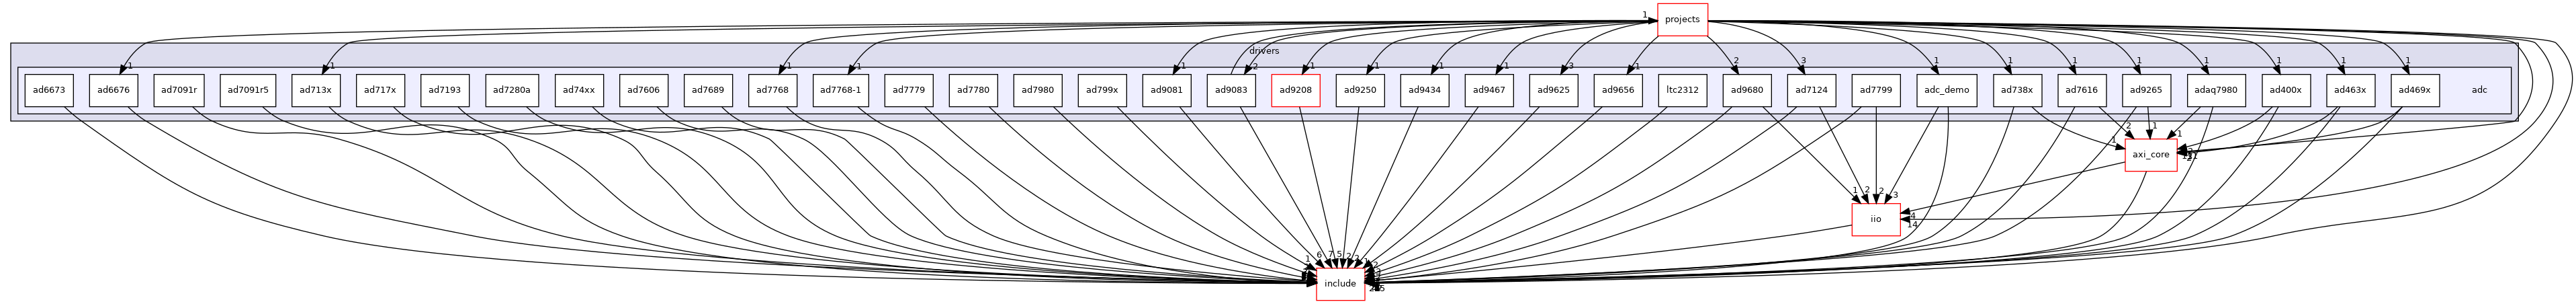 projects
1
drivers
1 1 1 1 1 2 1 1 1 1 3 1 2 3 1 1 1 1 1 1 1 1
ad6673 ad6676 ad7091r ad7091r5 ad713x ad717x ad7193 ad7280a ad74xx ad7606 ad7689 ad7768 ad7768-1 ad7779 ad7780 ad7980 ad799x ad9081 ad9083 ad9208 ad9250 ad9434 ad9467 ad9625 ad9656 ltc2312 ad9680 ad7124 ad7799 adc_demo ad738x ad7616 ad9265 adaq7980 ad400x ad463x ad469x adc
2 1
1 1
axi_core
1 2 2 3
4
iio
14
1 6 7 5 2
include